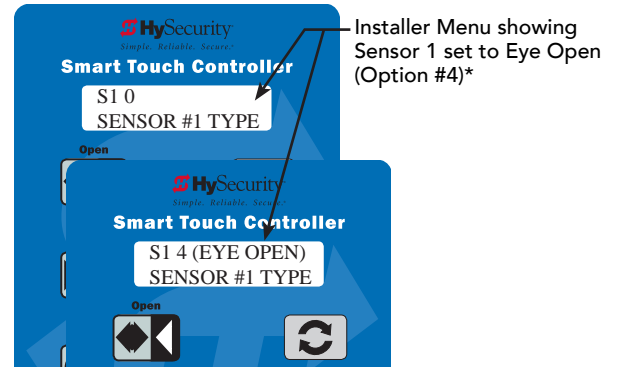 HySecurity
Simple. Reliable. Secure.
Smart Touch Controller
S1 0
SENSOR #1 TYPE
Open
HySecurity
Simple. Reliable. Secure.
Smart Touch Controller
S1 4 (EYE OPEN)
SENSOR #1 TYPE
Open
Installer Menu showing
Sensor 1 set to Eye Open
(Option #4)*